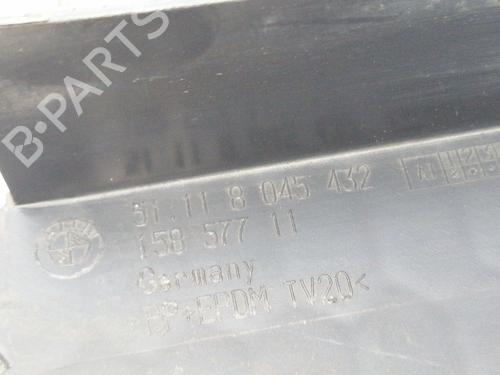 B-PARTS
51.11 8 045 432
158 577 11
Germany
>PP+EPDM TV20<